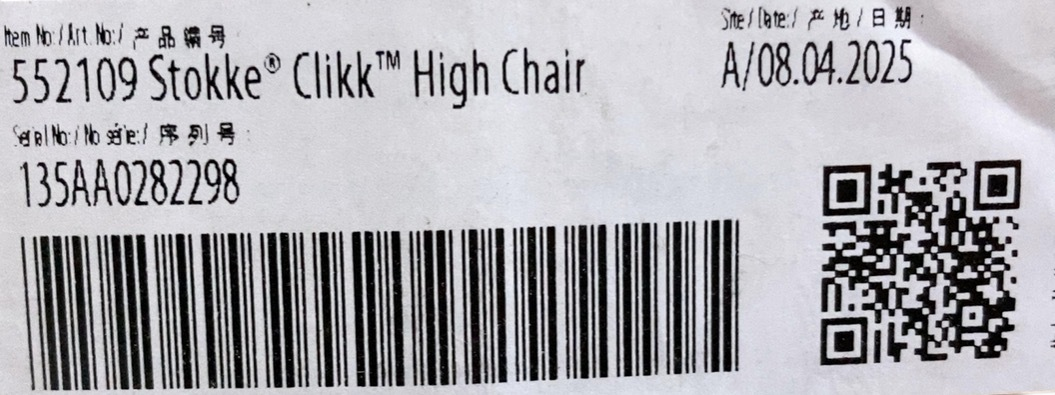 Item No:/Art. No:/ 产品编号:
552109 Stokke® Clikk™ High Chair
Serial No:/No série:/ 序列号:
135AA0282298
Site/Date:/ 产地/日期:
A/08.04.2025